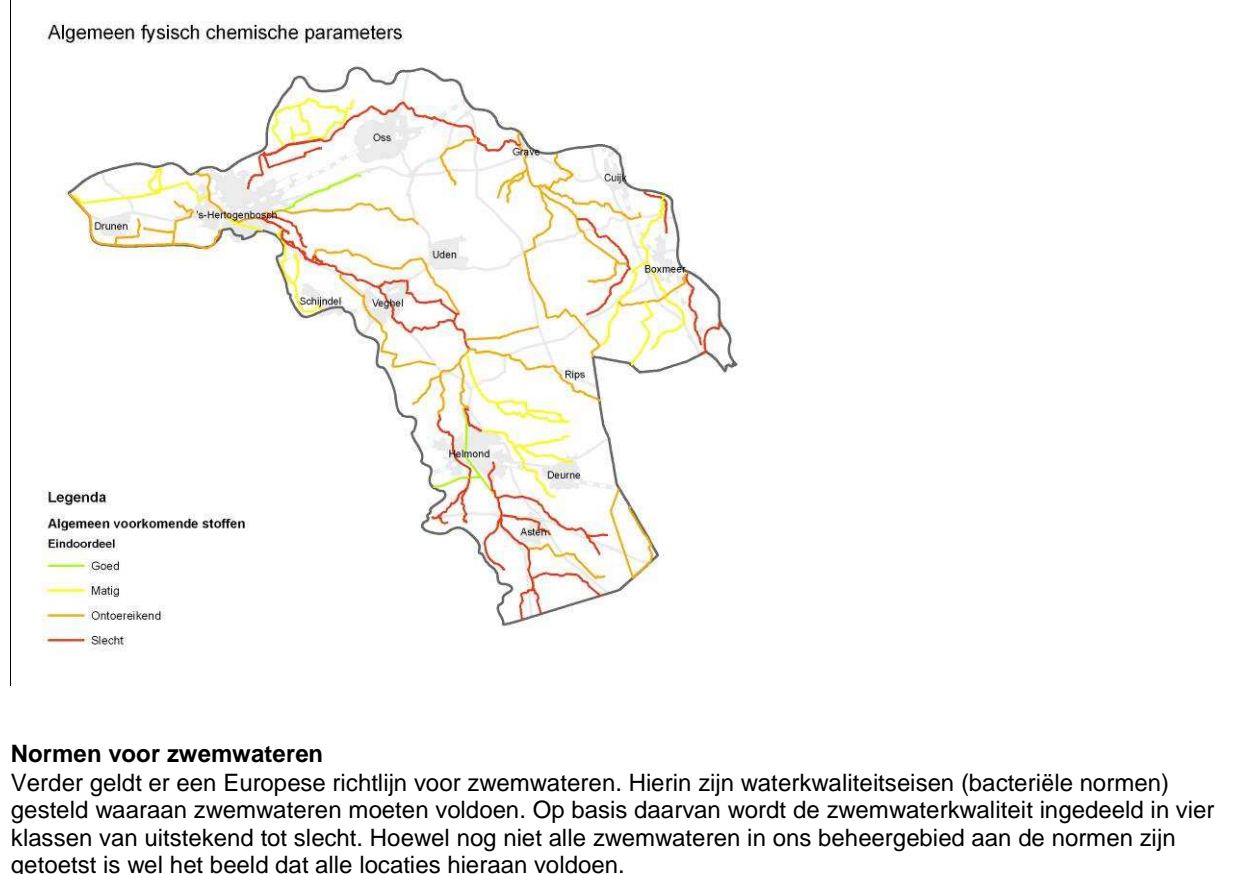 Algemeen fysisch chemische parameters
Oss
Grave
Cuijk
's-Hertogenbosch
Drunen
Uden
Boxmeer
Schijndel
Veghel
Rips
Helmond
Deurne
Asten
Legenda
Algemeen voorkomende stoffen
Eindoordeel
Goed
Matig
Ontoereikend
Slecht
Normen voor zwemwateren
Verder geldt er een Europese richtlijn voor zwemwateren. Hierin zijn waterkwaliteitseisen (bacteriële normen)
gesteld waaraan zwemwateren moeten voldoen. Op basis daarvan wordt de zwemwaterkwaliteit ingedeeld in vier
klassen van uitstekend tot slecht. Hoewel nog niet alle zwemwateren in ons beheergebied aan de normen zijn
getoetst is wel het beeld dat alle locaties hieraan voldoen.